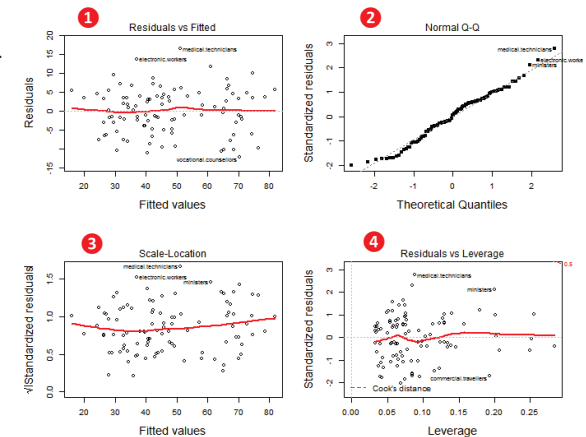 1
Residuals vs Fitted
20
15
10
5
0
-5
-15
Residuals
medical.technicians
electronic.workers
vocational.counsellors
20 30 40 50 60 70 80
Fitted values
2
Normal Q-Q
3
2
1
0
-1
-2
Standardized residuals
medical.technicians
electronic.worke
ministers
-2 -1 0 1 2
Theoretical Quantiles
3
Scale-Location
1.5
1.0
0.5
0.0
√|Standardized residuals|
medical.technicians
electronic.workers
ministers
20 30 40 50 60 70 80
Fitted values
4
Residuals vs Leverage
3
2
1
0
-1
-2
Standardized residuals
0.5
medical.technicians
ministers
commercial.travellers
Cook's distance
0.00 0.05 0.10 0.15 0.20 0.25
Leverage